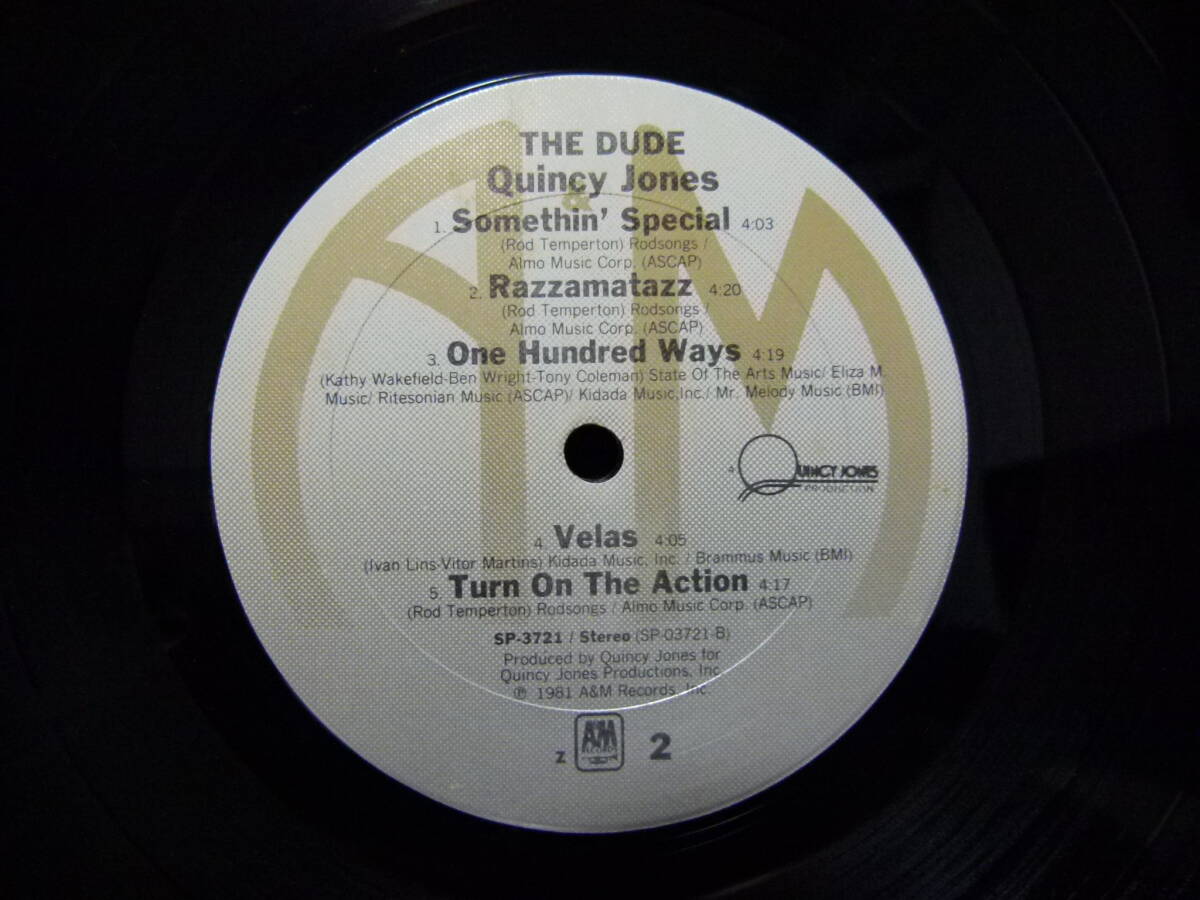 THE DUDE
Quincy Jones
1. Somethin' Special 4:03
(Rod Temperton) Rodsongs /
Almo Music Corp. (ASCAP)
2. Razzamatazz 4:20
(Rod Temperton) Rodsongs /
Almo Music Corp. (ASCAP)
3. One Hundred Ways 4:19
(Kathy Wakefield-Ben Wright-Tony Coleman) State Of The Arts Music/ Eliza M.
Music/ Ritesonian Music (ASCAP)/ Kidada Music,Inc./ Mr. Melody Music (BMI)
QUINCY JONES
PRODUCTION
4. Velas 4:05
(Ivan Lins-Vitor Martins) Kidada Music, Inc. / Brammus Music (BMI)
5. Turn On The Action 4:17
(Rod Temperton) Rodsongs / Almo Music Corp. (ASCAP)
SP-3721 / Stereo (SP-03721-B)
Produced by Quincy Jones for
Quincy Jones Productions, Inc.
℗ 1981 A&M Records, Inc.
Z A&M RECORDS 2